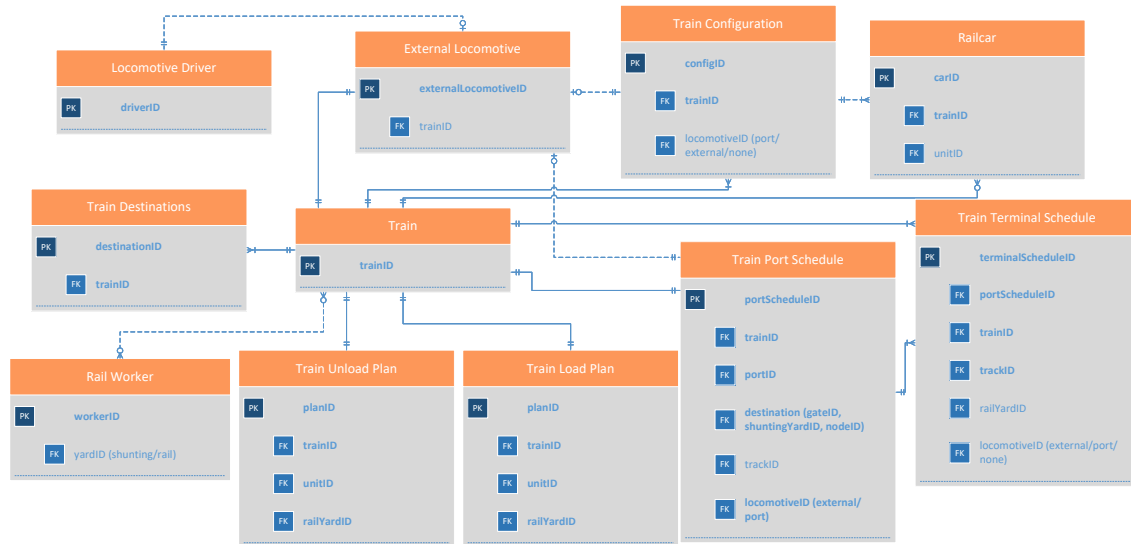 Locomotive Driver
PK
driverID
External Locomotive
PK
externalLocomotiveID
FK
trainID
Train Configuration
PK
configID
FK
trainID
FK
locomotiveID (port/
external/none)
Railcar
PK
carID
FK
trainID
FK
unitID
Train Destinations
PK
destinationID
FK
trainID
Train
PK
trainID
Train Port Schedule
PK
portScheduleID
FK
trainID
FK
portID
FK
destination (gateID,
shuntingYardID, nodeID)
FK
trackID
FK
locomotiveID (external/
port)
Train Terminal Schedule
PK
terminalScheduleID
FK
portScheduleID
FK
trainID
FK
trackID
FK
railYardID
FK
locomotiveID (external/port/
none)
Rail Worker
PK
workerID
FK
yardID (shunting/rail)
Train Unload Plan
PK
planID
FK
trainID
FK
unitID
FK
railYardID
Train Load Plan
PK
planID
FK
trainID
FK
unitID
FK
railYardID